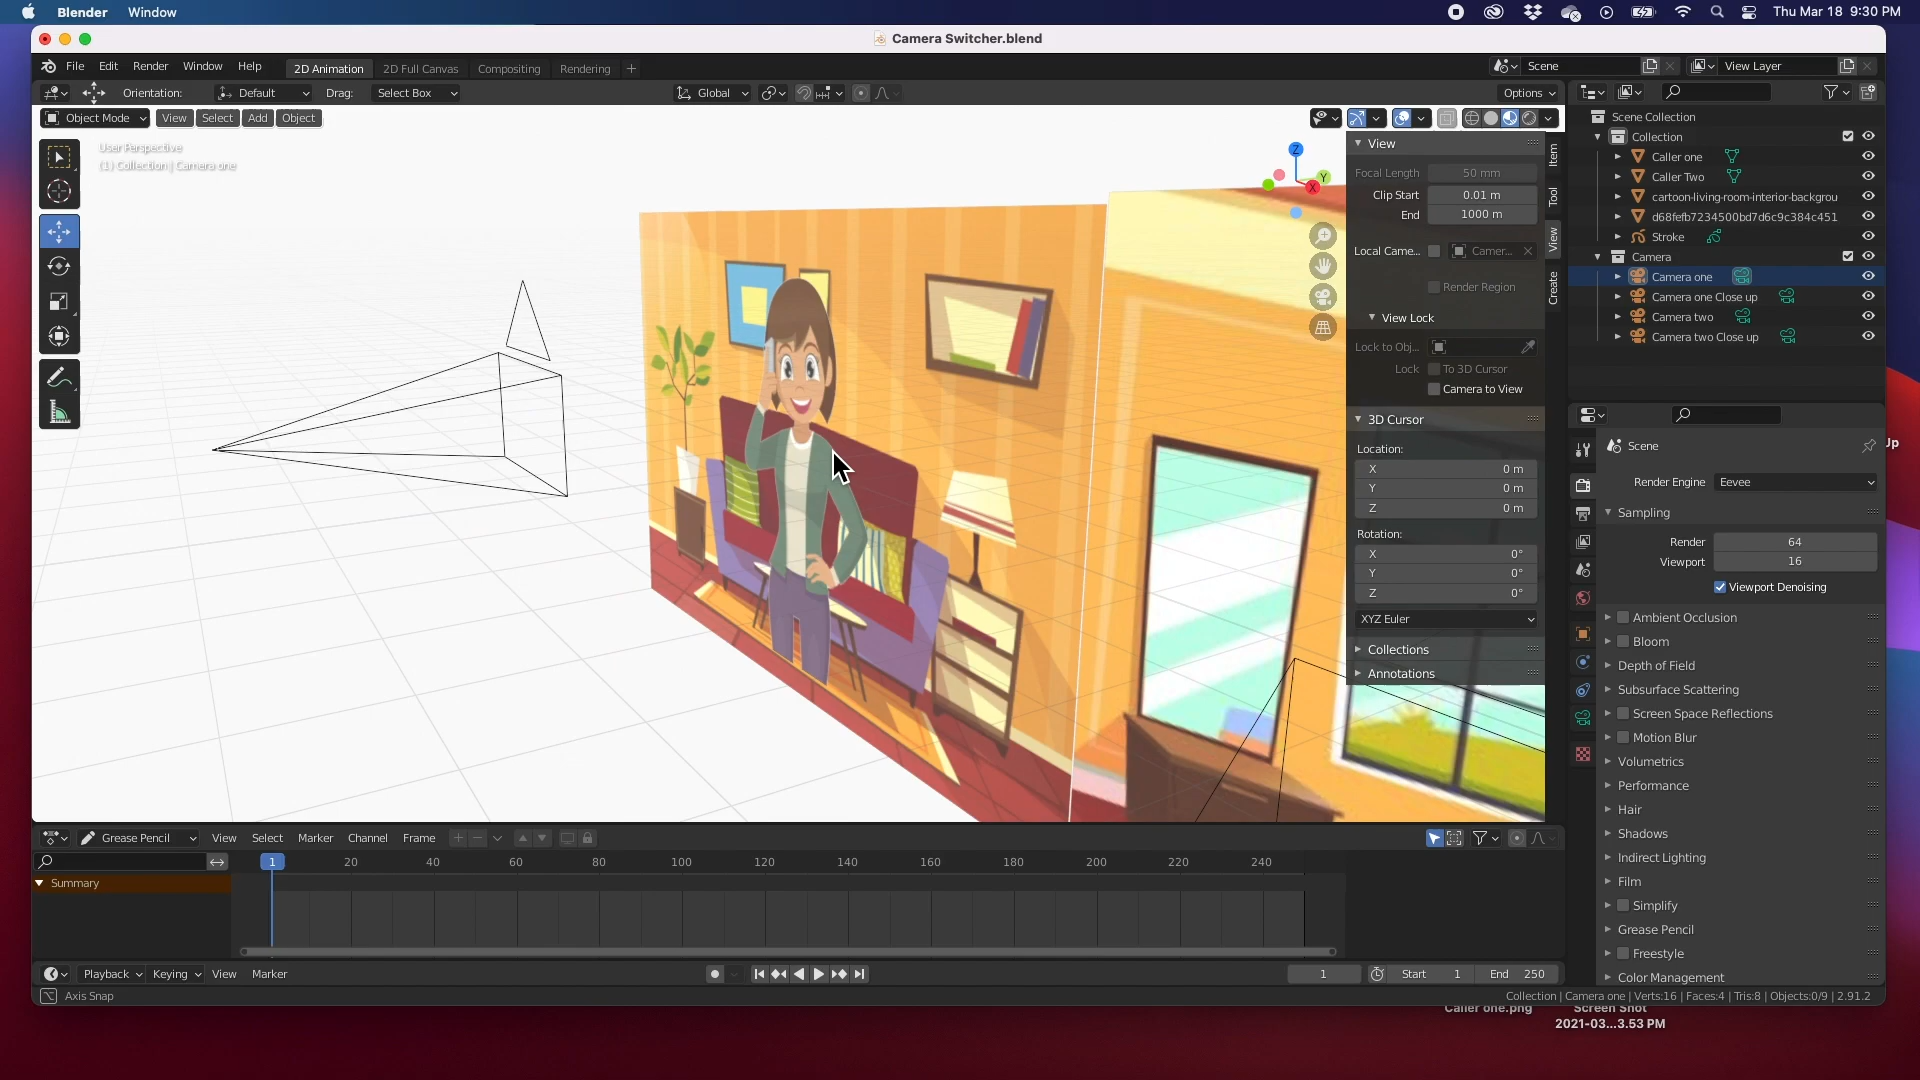 Blender Window
Thu Mar 18 9:30 PM
Camera Switcher.blend
File Edit Render Window Help 2D Animation 2D Full Canvas Compositing Rendering + Scene View Layer
Orientation: Default Drag: Select Box Global Options
Object Mode View Select Add Object
User Perspective
(1) Collection | Camera one
Z
Y
X
View
Focal Length 50 mm
Clip Start 0.01 m
End 1000 m
Local Came... Camer...
Render Region
View Lock
Lock to Obj...
Lock To 3D Cursor
Camera to View
3D Cursor
Location:
X 0 m
Y 0 m
Z 0 m
Rotation:
X 0°
Y 0°
Z 0°
XYZ Euler
Collections
Annotations
Item
Tool
View
Create
Scene Collection
Collection
Caller one
Caller Two
cartoon-living-room-interior-backgrou
d68fefb7234500bd7d6c9c384c451
Stroke
Camera
Camera one
Camera one Close up
Camera two
Camera two Close up
Scene
Render Engine Eevee
Sampling
Render 64
Viewport 16
Viewport Denoising
Ambient Occlusion
Bloom
Depth of Field
Subsurface Scattering
Screen Space Reflections
Motion Blur
Volumetrics
Performance
Hair
Shadows
Indirect Lighting
Film
Simplify
Grease Pencil
Freestyle
Color Management
Up
Grease Pencil View Select Marker Channel Frame
1 20 40 60 80 100 120 140 160 180 200 220 240
Summary
Playback Keying View Marker 1 Start 1 End 250
Axis Snap
Collection | Camera one | Verts:16 | Faces:4 | Tris:8 | Objects:0/9 | 2.91.2
Caller one.png Screen Shot
2021-03...3.53 PM